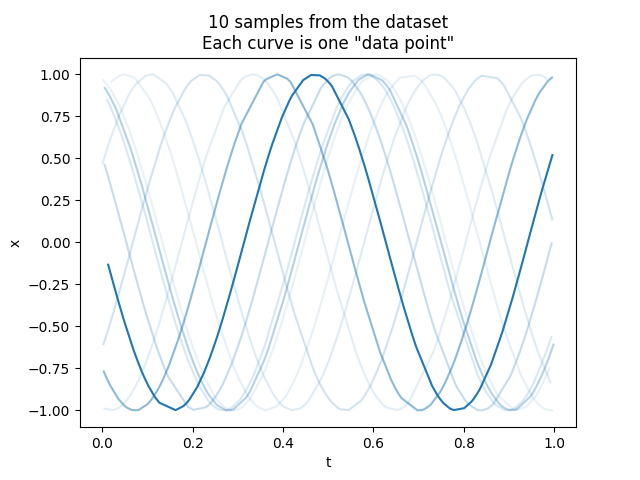 10 samples from the dataset
Each curve is one "data point"
1.00
0.75
0.50
0.25
0.00
−0.25
−0.50
−0.75
−1.00
x
0.0 0.2 0.4 0.6 0.8 1.0
t